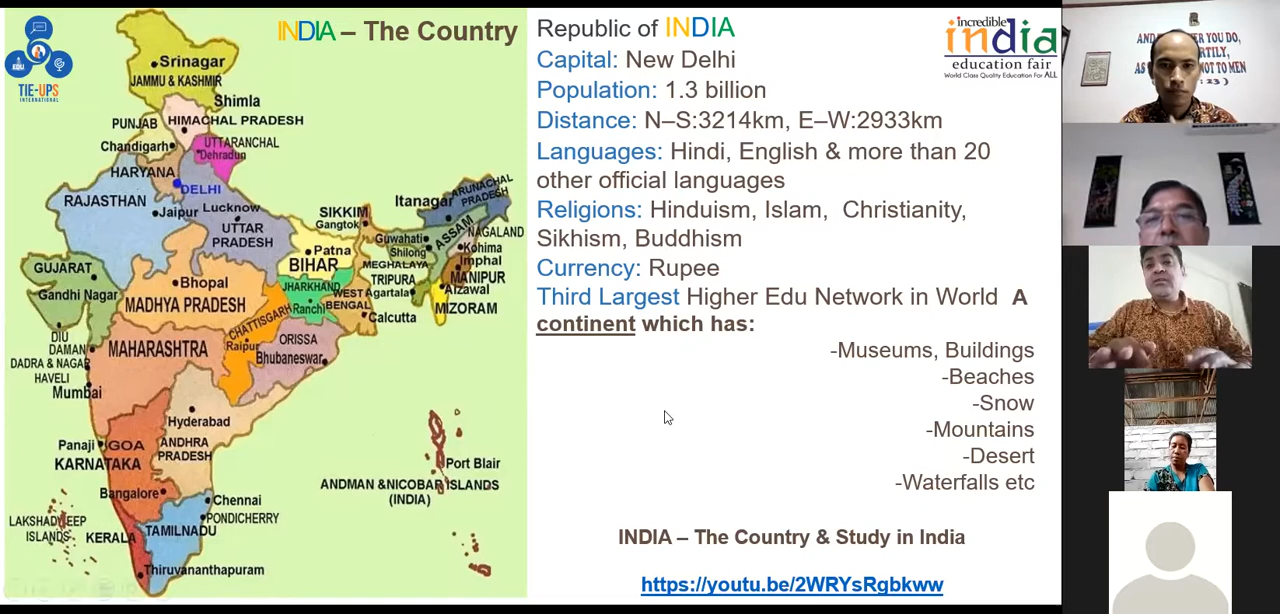 INDIA – The Country
EDU.
TIE-UPS
INTERNATIONAL
Srinagar
JAMMU & KASHMIR
Shimla
PUNJAB
HIMACHAL PRADESH
Chandigarh
UTTARANCHAL
Dehradun
HARYANA
DELHI
RAJASTHAN
Jaipur
Lucknow
UTTAR
PRADESH
SIKKIM
Gangtok
Itanagar
ARUNACHAL
PRADESH
ASSAM
NAGALAND
Guwahati
Shilong
Kohima
Imphal
MEGHALAYA
MANIPUR
TRIPURA
Agartala
Aizawal
MIZORAM
Patna
BIHAR
GUJARAT
Gandhi Nagar
Bhopal
MADHYA PRADESH
JHARKHAND
Ranchi
WEST
BENGAL
Calcutta
CHATTISGARH
Raipur
ORISSA
Bhubaneswar
DIU
DAMAN
DADRA & NAGAR
HAVELI
MAHARASHTRA
Mumbai
Hyderabad
Panaji
GOA
ANDHRA
PRADESH
KARNATAKA
Bangalore
Chennai
PONDICHERRY
LAKSHADWEEP
ISLANDS
KERALA
TAMILNADU
Thiruvananthapuram
Port Blair
ANDMAN &NICOBAR ISLANDS
(INDIA)
Republic of INDIA
Capital: New Delhi
Population: 1.3 billion
Distance: N–S:3214km, E–W:2933km
Languages: Hindi, English & more than 20
other official languages
Religions: Hinduism, Islam, Christianity,
Sikhism, Buddhism
Currency: Rupee
Third Largest Higher Edu Network in World A
continent which has:
-Museums, Buildings
-Beaches
-Snow
-Mountains
-Desert
-Waterfalls etc
INDIA – The Country & Study in India
https://youtu.be/2WRYsRgbkww
incredible
india
education fair
World Class Quality Education For ALL
YOU DO,
NOT TO MEN